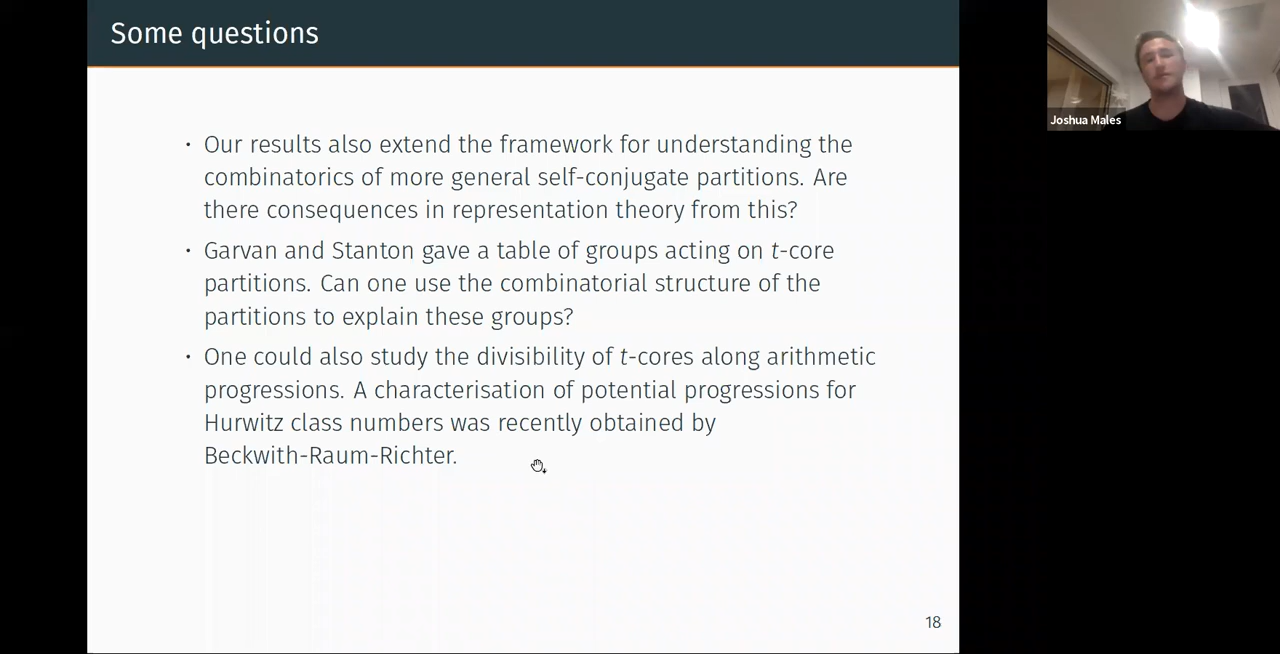 Some questions
• Our results also extend the framework for understanding the
combinatorics of more general self-conjugate partitions. Are
there consequences in representation theory from this?
• Garvan and Stanton gave a table of groups acting on t-core
partitions. Can one use the combinatorial structure of the
partitions to explain these groups?
• One could also study the divisibility of t-cores along arithmetic
progressions. A characterisation of potential progressions for
Hurwitz class numbers was recently obtained by
Beckwith-Raum-Richter.
18
Joshua Males